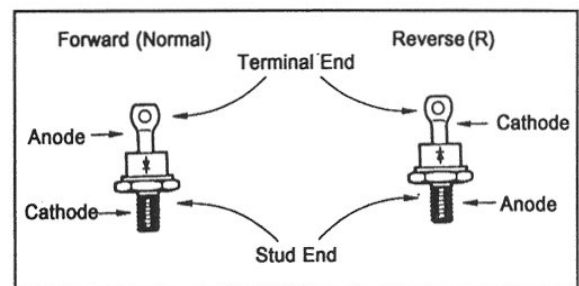 Forward (Normal)
Reverse (R)
Terminal End
Anode
Cathode
Cathode
Anode
Stud End